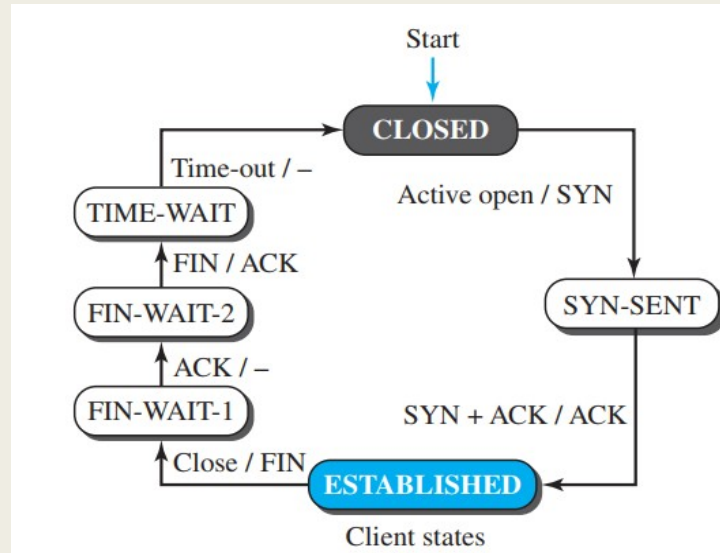 Start
CLOSED
Time-out / –
Active open / SYN
TIME-WAIT
FIN / ACK
FIN-WAIT-2
SYN-SENT
ACK / –
FIN-WAIT-1
SYN + ACK / ACK
Close / FIN
ESTABLISHED
Client states